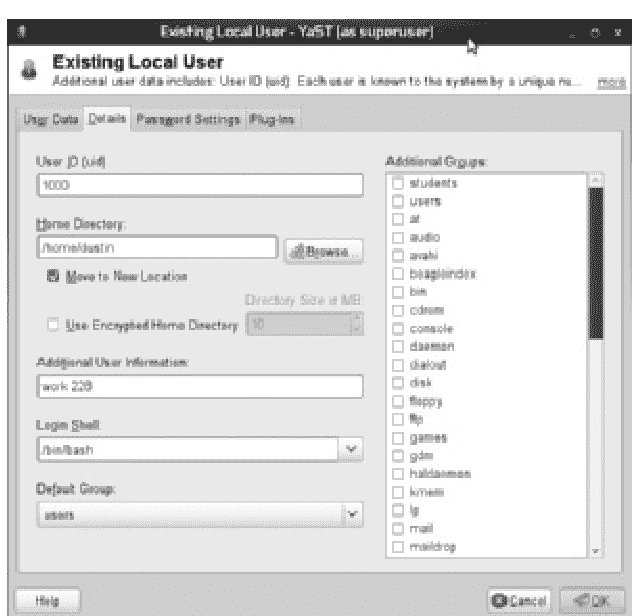 Existing Local User - YaST [as superuser]
Existing Local User
Additional user data includes: User ID (uid): Each user is known to the system by a unique nu... more
User Data Details Password Settings Plug-Ins
User ID (uid)
1000
Home Directory:
/home/dustin
Browse...
Move to New Location
Directory Size in MB:
Use Encrypted Home Directory 10
Additional User Information:
work 228
Login Shell:
/bin/bash
Default Group:
users
Additional Groups:
students
users
at
audio
avahi
beagleindex
bin
cdrom
console
daemon
dialout
disk
floppy
ftp
games
gdm
haldaemon
kmem
lp
mail
maildrop
Help
Cancel
OK